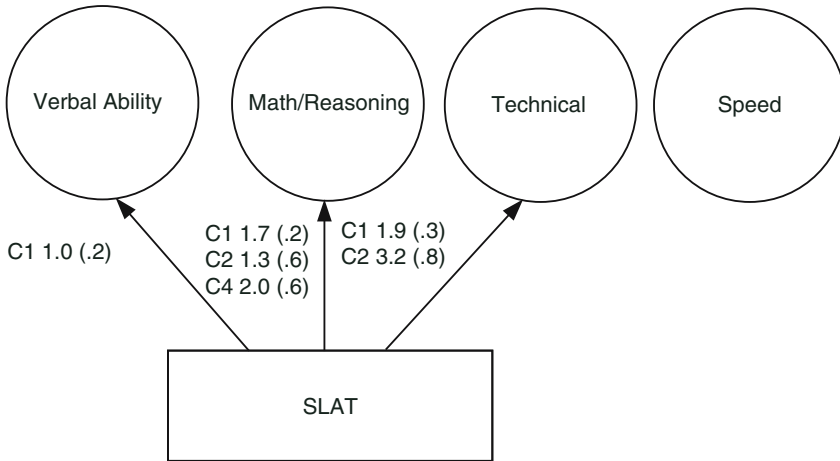 Verbal Ability
Math/Reasoning
Technical
Speed
C1 1.0 (.2)
C1 1.7 (.2)
C2 1.3 (.6)
C4 2.0 (.6)
C1 1.9 (.3)
C2 3.2 (.8)
SLAT